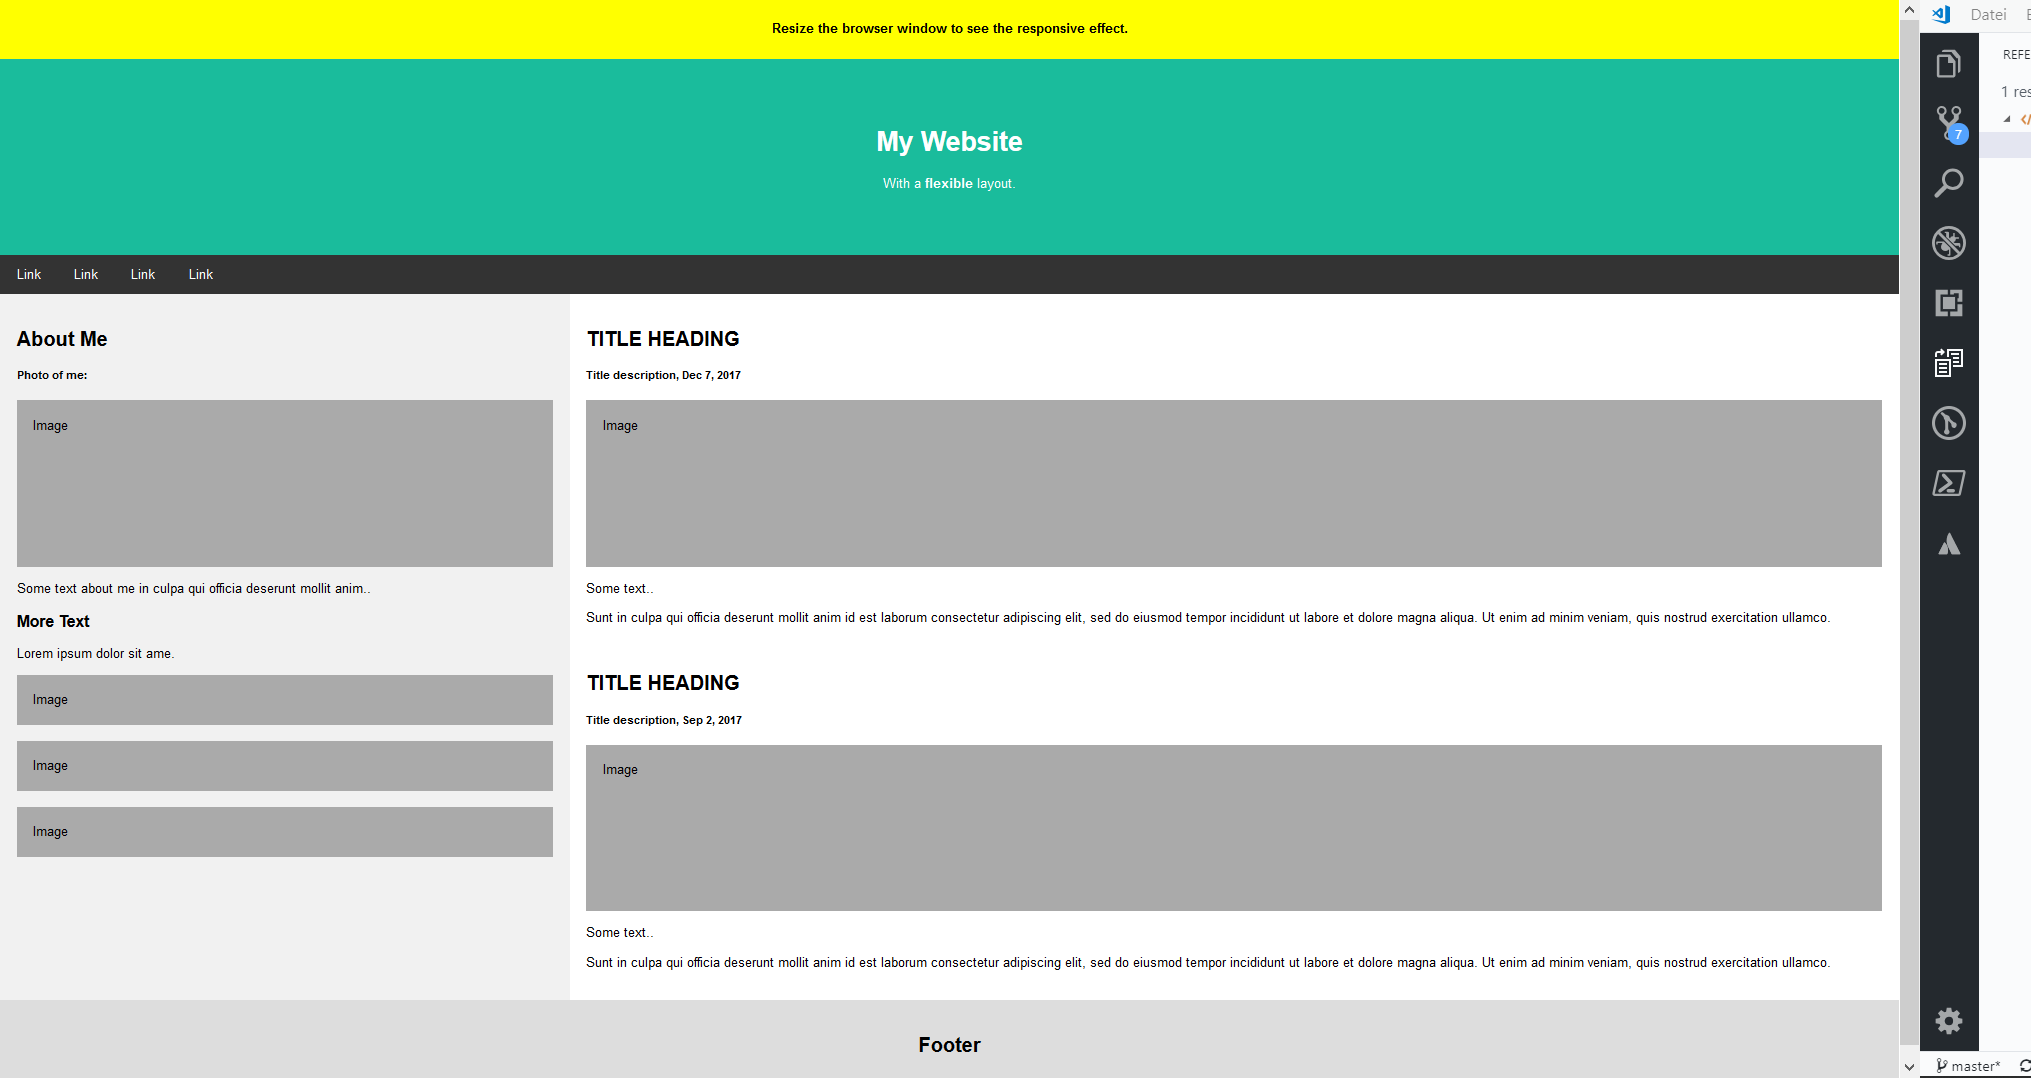 Resize the browser window to see the responsive effect.
My Website
With a flexible layout.
Link Link Link Link
About Me
Photo of me:
Image
Some text about me in culpa qui officia deserunt mollit anim..
More Text
Lorem ipsum dolor sit ame.
Image
Image
Image
TITLE HEADING
Title description, Dec 7, 2017
Image
Some text..
Sunt in culpa qui officia deserunt mollit anim id est laborum consectetur adipiscing elit, sed do eiusmod tempor incididunt ut labore et dolore magna aliqua. Ut enim ad minim veniam, quis nostrud exercitation ullamco.
TITLE HEADING
Title description, Sep 2, 2017
Image
Some text..
Sunt in culpa qui officia deserunt mollit anim id est laborum consectetur adipiscing elit, sed do eiusmod tempor incididunt ut labore et dolore magna aliqua. Ut enim ad minim veniam, quis nostrud exercitation ullamco.
Footer
Datei
REFE
1 res
7
master*